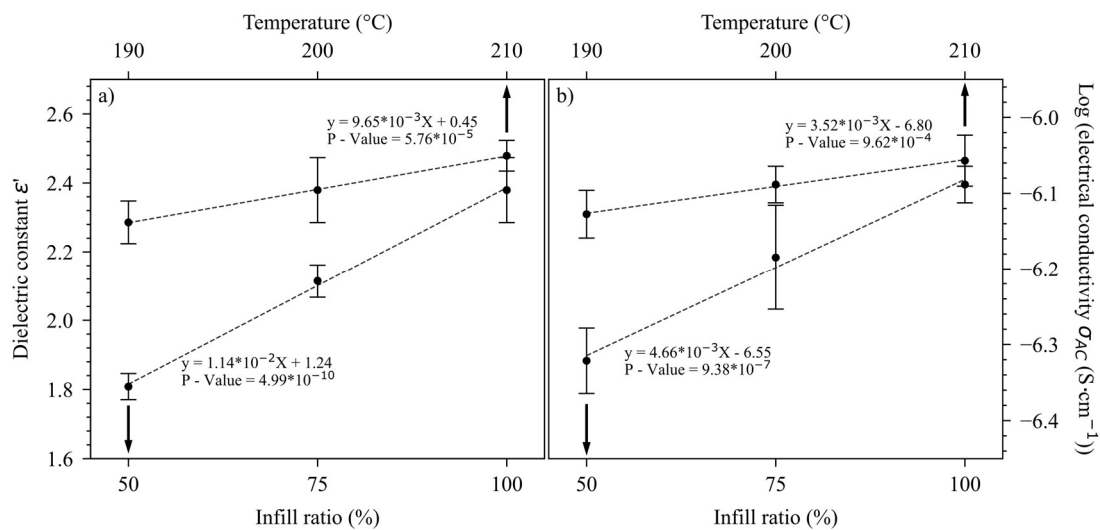 Temperature (°C)
Temperature (°C)
190
200
210
190
200
210
a)
b)
2.6
2.4
2.2
2.0
1.8
1.6
Dielectric constant ε'
y = 9.65*10⁻³X + 0.45
P - Value = 5.76*10⁻⁵
y = 1.14*10⁻²X + 1.24
P - Value = 4.99*10⁻¹⁰
y = 3.52*10⁻³X - 6.80
P - Value = 9.62*10⁻⁴
y = 4.66*10⁻³X - 6.55
P - Value = 9.38*10⁻⁷
−6.0
−6.1
−6.2
−6.3
−6.4
Log (electrical conductivity σAC (S·cm⁻¹))
50
75
100
50
75
100
Infill ratio (%)
Infill ratio (%)